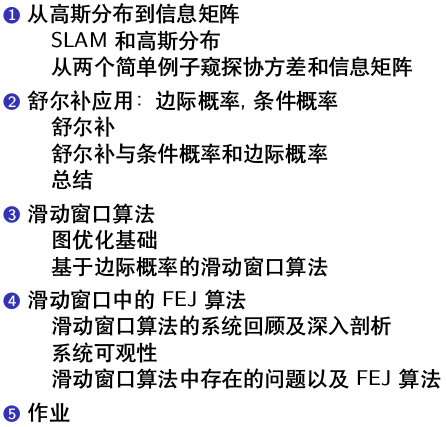 1 从高斯分布到信息矩阵
SLAM 和高斯分布
从两个简单例子窥探协方差和信息矩阵
2 舒尔补应用: 边际概率, 条件概率
舒尔补
舒尔补与条件概率和边际概率
总结
3 滑动窗口算法
图优化基础
基于边际概率的滑动窗口算法
4 滑动窗口中的 FEJ 算法
滑动窗口算法的系统回顾及深入剖析
系统可观性
滑动窗口算法中存在的问题以及 FEJ 算法
5 作业